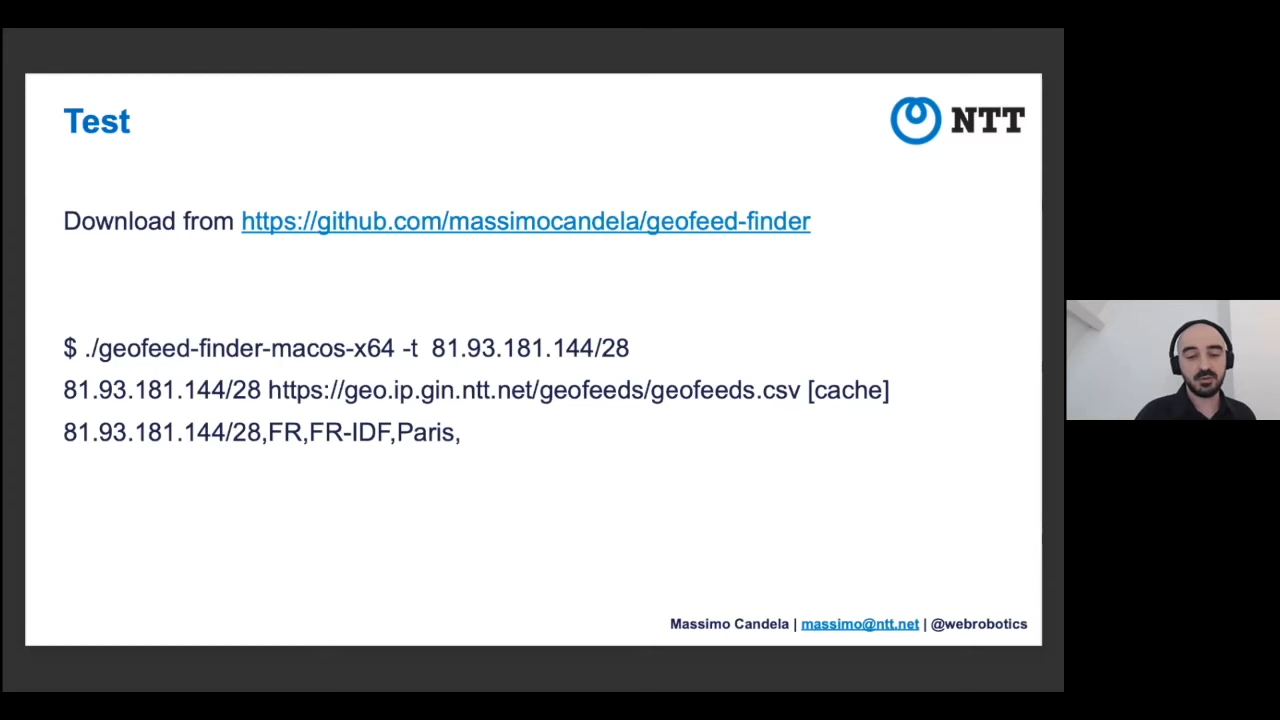 Test
NTT
Download from https://github.com/massimocandela/geofeed-finder
$ ./geofeed-finder-macos-x64 -t 81.93.181.144/28
81.93.181.144/28 https://geo.ip.gin.ntt.net/geofeeds/geofeeds.csv [cache]
81.93.181.144/28,FR,FR-IDF,Paris,
Massimo Candela | massimo@ntt.net | @webrobotics